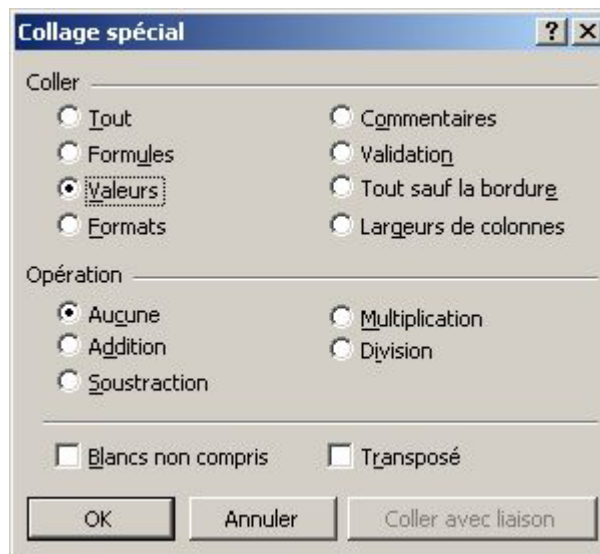 Collage spécial
Coller
Tout
Commentaires
Formules
Validation
Valeurs
Tout sauf la bordure
Formats
Largeurs de colonnes
Opération
Aucune
Multiplication
Addition
Division
Soustraction
Blancs non compris
Transposé
OK
Annuler
Coller avec liaison